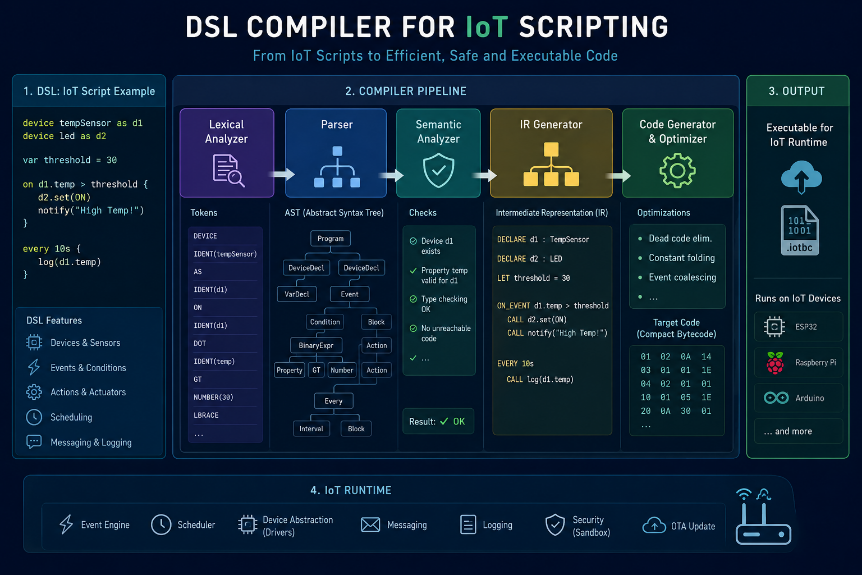 DSL COMPILER FOR IoT SCRIPTING
From IoT Scripts to Efficient, Safe and Executable Code
1. DSL: IoT Script Example
device tempSensor as d1
device led as d2
var threshold = 30
on d1.temp > threshold {
d2.set(ON)
notify("High Temp!")
}
every 10s {
log(d1.temp)
}
DSL Features
Devices & Sensors
Events & Conditions
Actions & Actuators
Scheduling
Messaging & Logging
2. COMPILER PIPELINE
Lexical
Analyzer
Parser
Semantic
Analyzer
IR Generator
Code Generator
& Optimizer
Tokens
DEVICE
IDENT(tempSensor)
AS
IDENT(d1)
ON
IDENT(d1)
DOT
IDENT(temp)
GT
NUMBER(30)
LBRACE
...
AST (Abstract Syntax Tree)
Program
DeviceDecl
DeviceDecl
VarDecl
Event
Condition
Block
BinaryExpr
Action
Property
GT
Number
Action
Every
Interval
Block
Checks
Device d1
exists
Property temp
valid for d1
Type checking
OK
No unreachable
code
...
Result: ✓ OK
Intermediate Representation (IR)
DECLARE d1 : TempSensor
DECLARE d2 : LED
LET threshold = 30
ON_EVENT d1.temp > threshold
CALL d2.set(ON)
CALL notify("High Temp!")
EVERY 10s
CALL log(d1.temp)
Optimizations
• Dead code elim.
• Constant folding
• Event coalescing
• ...
Target Code
(Compact Bytecode)
01 02 0A 14
03 01 01 1E
04 02 01 01
10 01 05 1E
20 0A 30 01
...
3. OUTPUT
Executable for
IoT Runtime
1011
1001
.iotbc
Runs on IoT Devices
ESP32
Raspberry Pi
Arduino
... and more
4. IoT RUNTIME
Event Engine
Scheduler
Device Abstraction
(Drivers)
Messaging
Logging
Security
(Sandbox)
OTA Update